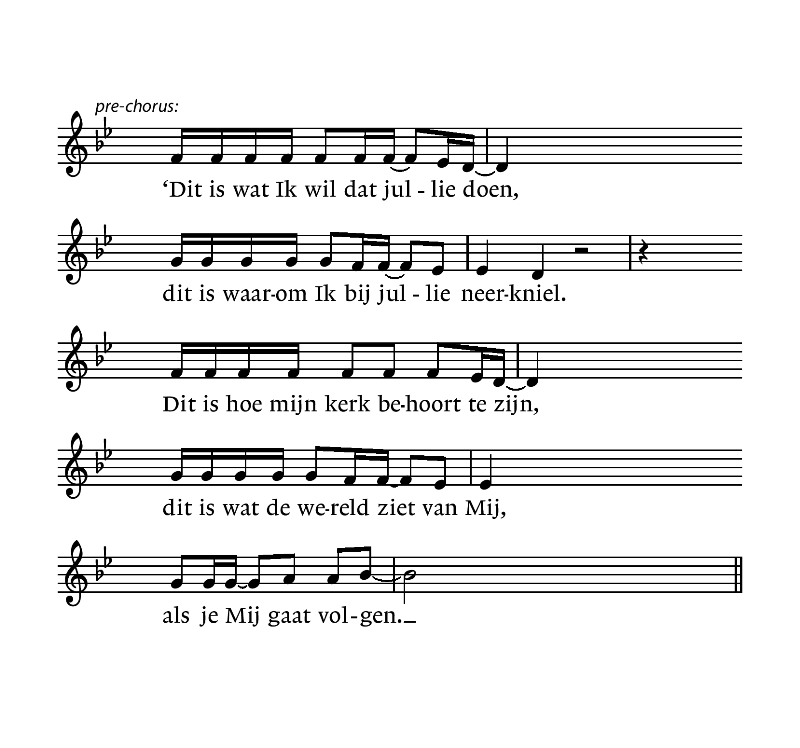 pre-chorus:
‘Dit is wat Ik wil dat jul - lie doen,
dit is waar-om Ik bij jul - lie neer-kniel.
Dit is hoe mijn kerk be-hoort te zijn,
dit is wat de we-reld ziet van Mij,
als je Mij gaat vol-gen._